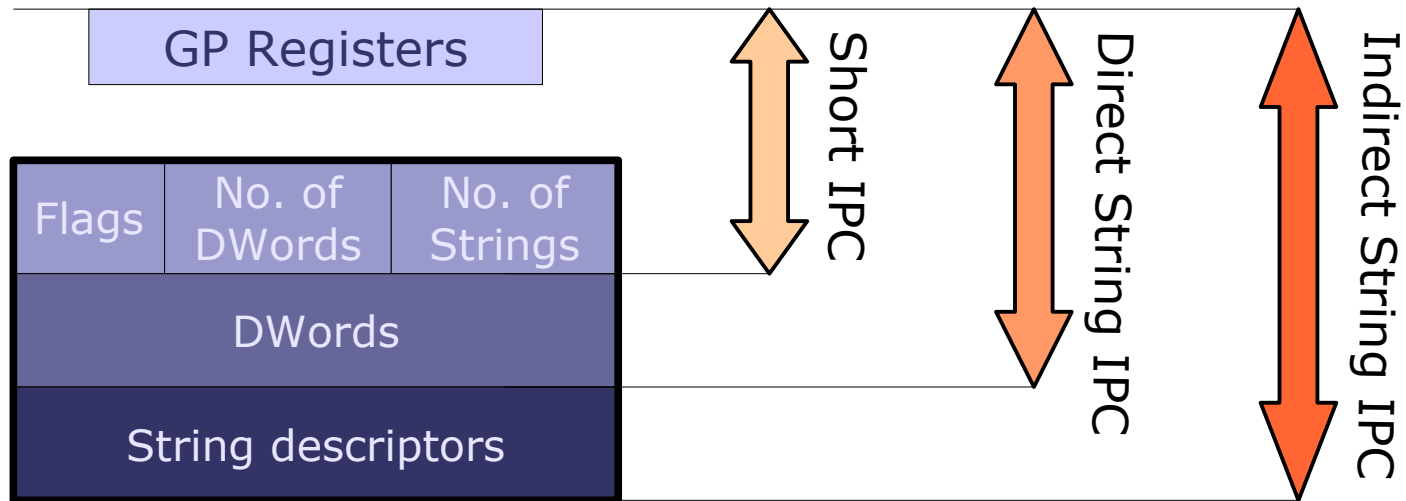 GP Registers
Flags
No. of
DWords
No. of
Strings
DWords
String descriptors
Short IPC
Direct String IPC
Indirect String IPC